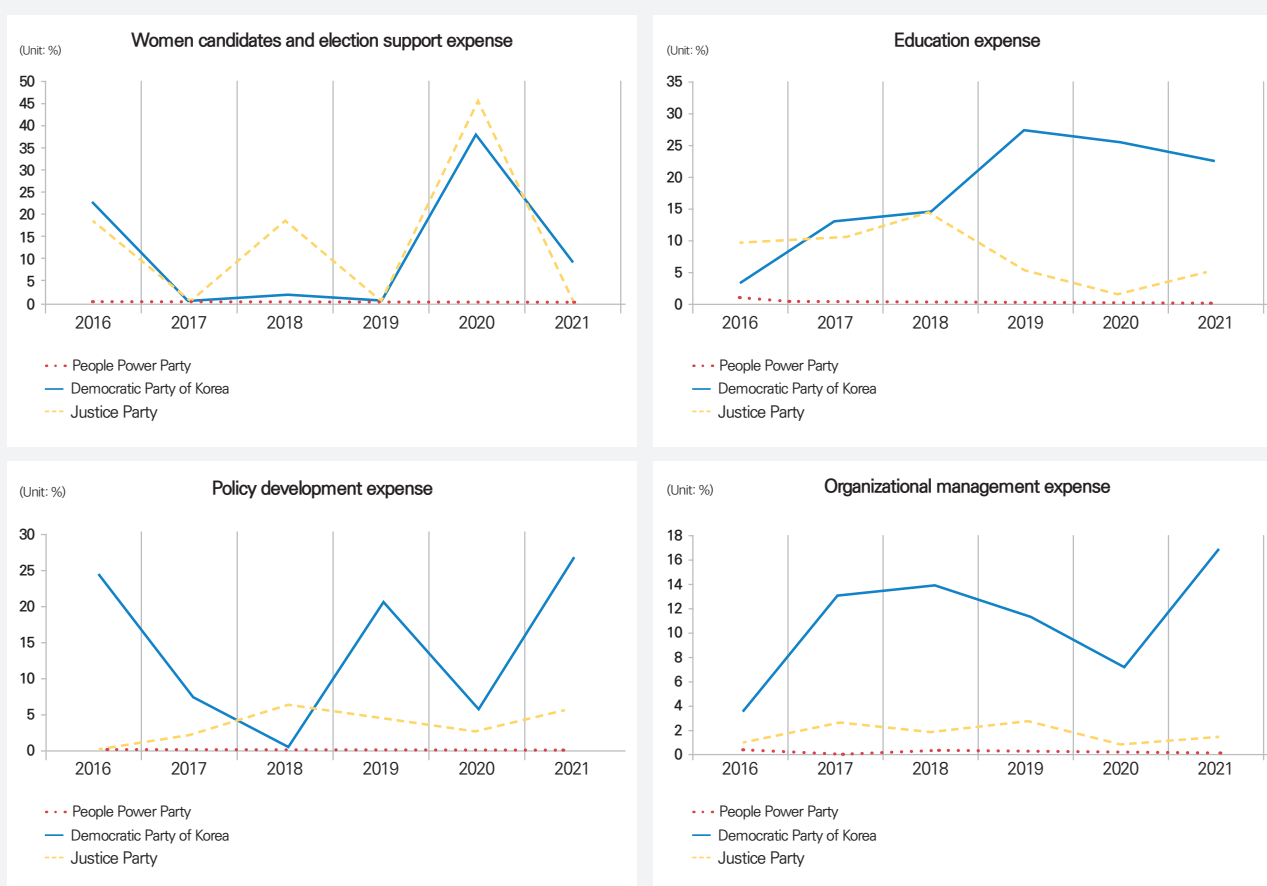 Women candidates and election support expense
(Unit: %)
50
45
40
35
30
25
20
15
10
5
0
2016 2017 2018 2019 2020 2021
People Power Party
Democratic Party of Korea
Justice Party
Education expense
(Unit: %)
35
30
25
20
15
10
5
0
2016 2017 2018 2019 2020 2021
People Power Party
Democratic Party of Korea
Justice Party
Policy development expense
(Unit: %)
30
25
20
15
10
5
0
2016 2017 2018 2019 2020 2021
People Power Party
Democratic Party of Korea
Justice Party
Organizational management expense
(Unit: %)
18
16
14
12
10
8
6
4
2
0
2016 2017 2018 2019 2020 2021
People Power Party
Democratic Party of Korea
Justice Party